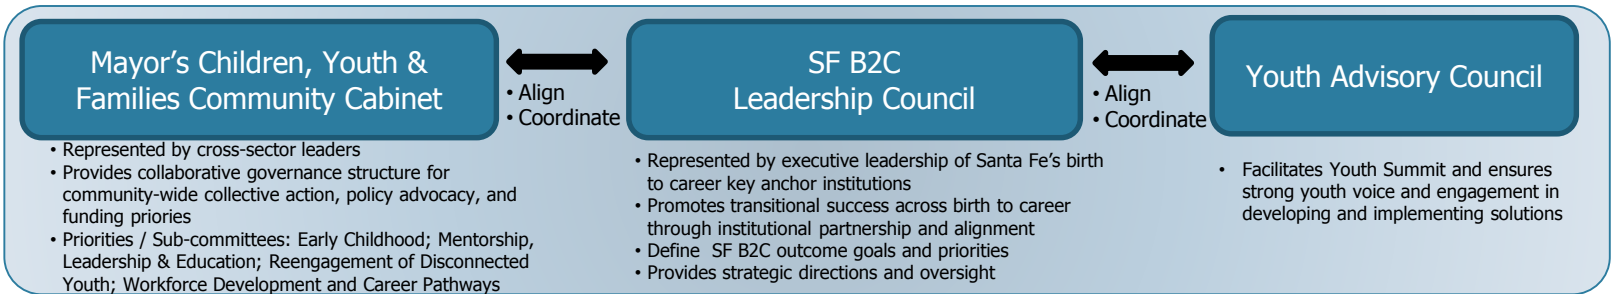 Mayor's Children, Youth &
Families Community Cabinet
• Align
• Coordinate
SF B2C
Leadership Council
• Align
• Coordinate
Youth Advisory Council
• Represented by cross-sector leaders
• Provides collaborative governance structure for
community-wide collective action, policy advocacy, and
funding priories
• Priorities / Sub-committees: Early Childhood; Mentorship,
Leadership & Education; Reengagement of Disconnected
Youth; Workforce Development and Career Pathways
• Represented by executive leadership of Santa Fe's birth
to career key anchor institutions
• Promotes transitional success across birth to career
through institutional partnership and alignment
• Define SF B2C outcome goals and priorities
• Provides strategic directions and oversight
• Facilitates Youth Summit and ensures
strong youth voice and engagement in
developing and implementing solutions